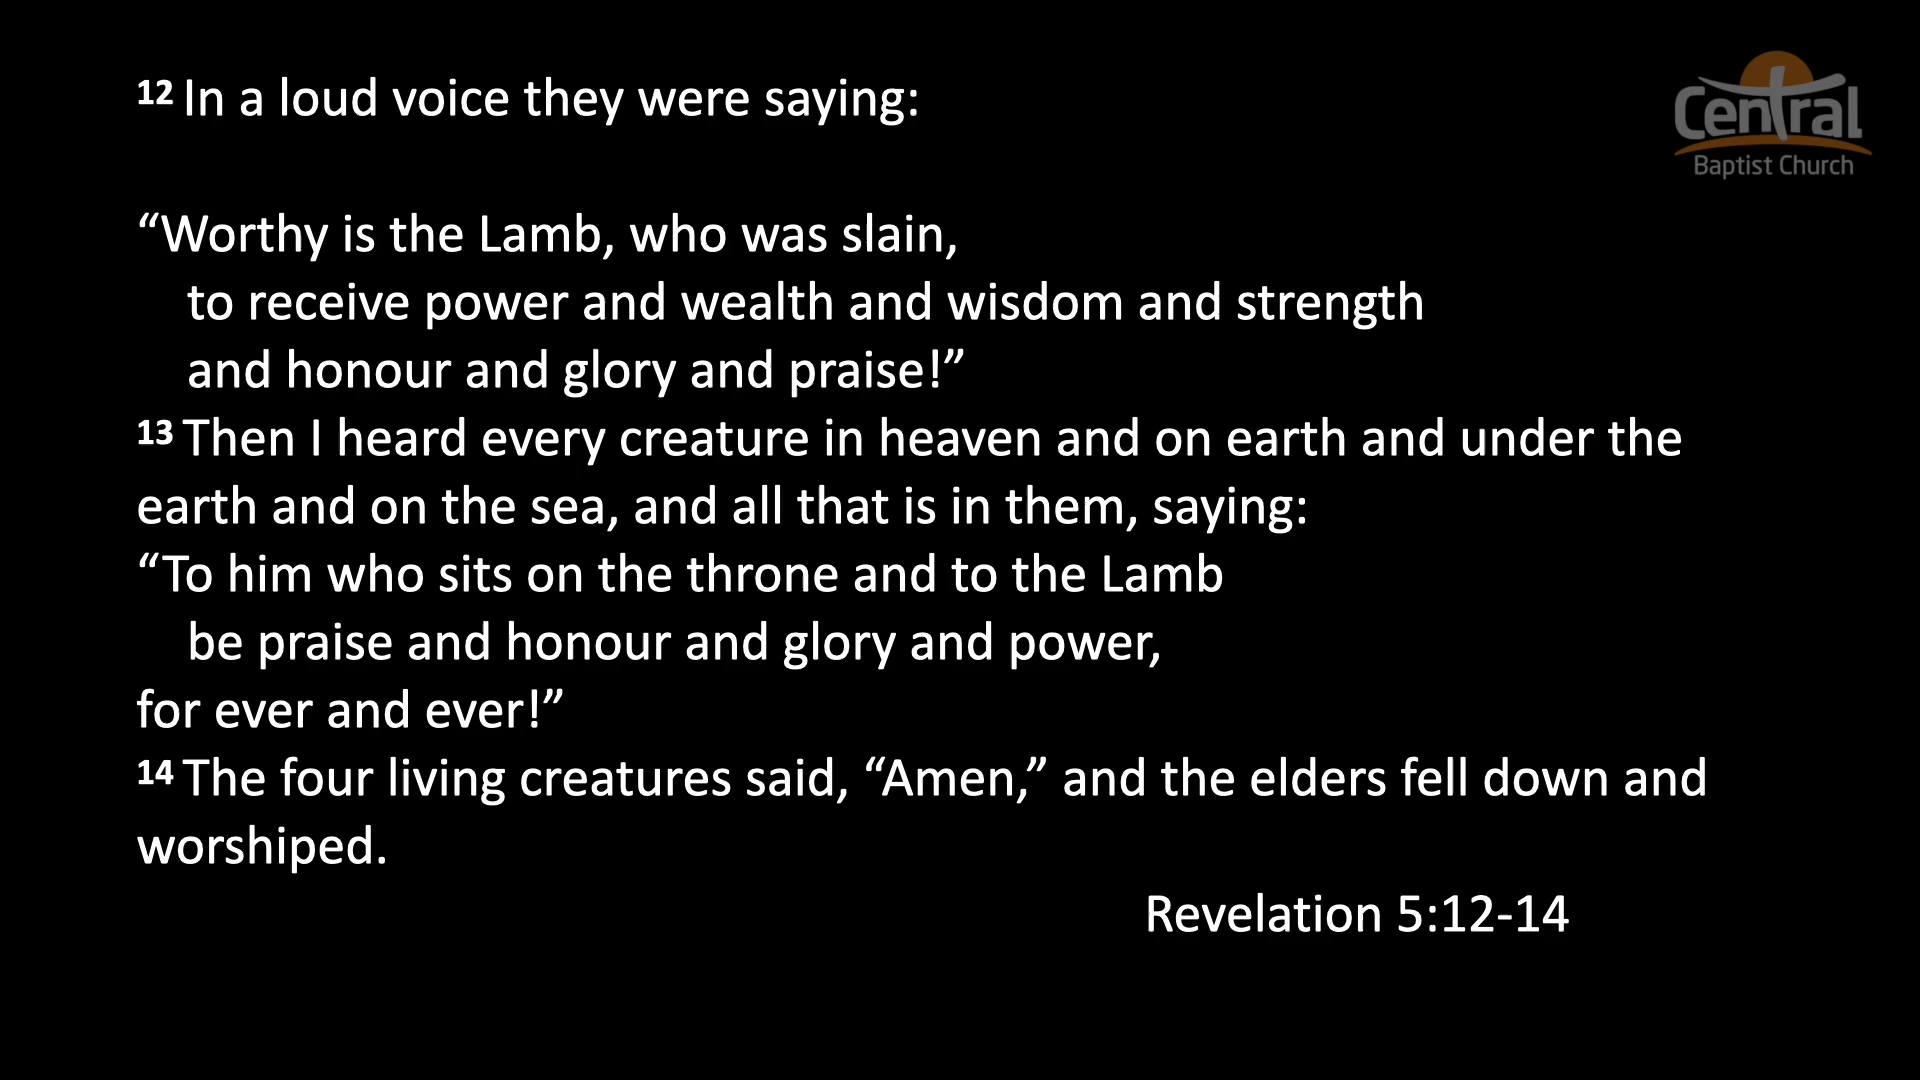 12 In a loud voice they were saying:
“Worthy is the Lamb, who was slain,
to receive power and wealth and wisdom and strength
and honour and glory and praise!”
13 Then I heard every creature in heaven and on earth and under the
earth and on the sea, and all that is in them, saying:
“To him who sits on the throne and to the Lamb
be praise and honour and glory and power,
for ever and ever!”
14 The four living creatures said, “Amen,” and the elders fell down and
worshiped.
Revelation 5:12-14
Central
Baptist Church